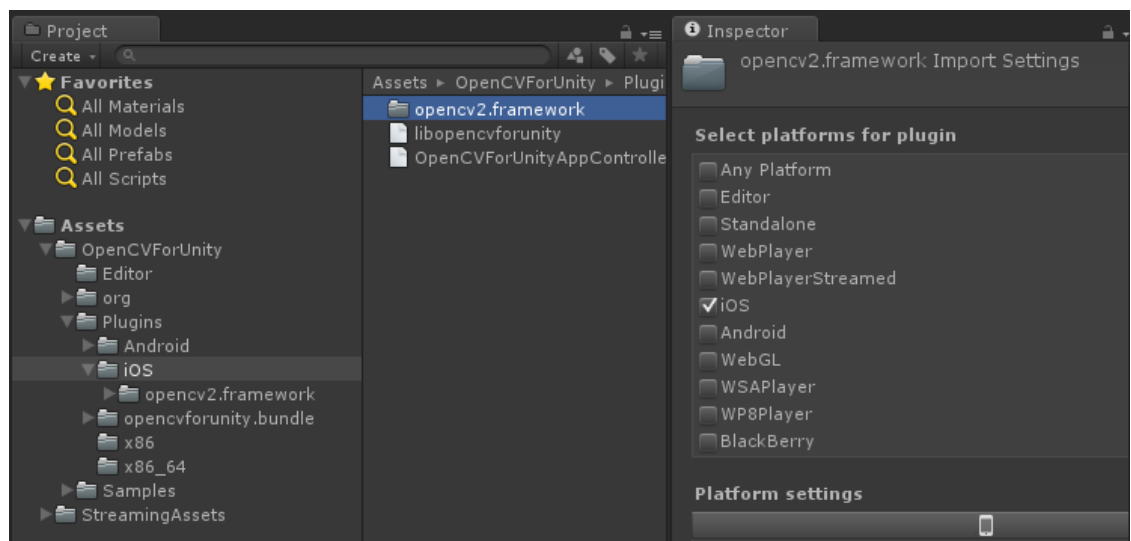 Project
Create
Favorites
All Materials
All Models
All Prefabs
All Scripts
Assets
OpenCVForUnity
Editor
org
Plugins
Android
iOS
opencv2.framework
opencvforunity.bundle
x86
x86_64
Samples
StreamingAssets
Assets ▸ OpenCVForUnity ▸ Plugi
opencv2.framework
libopencvforunity
OpenCVForUnityAppControlle
Inspector
opencv2.framework Import Settings
Select platforms for plugin
Any Platform
Editor
Standalone
WebPlayer
WebPlayerStreamed
iOS
Android
WebGL
WSAPlayer
WP8Player
BlackBerry
Platform settings